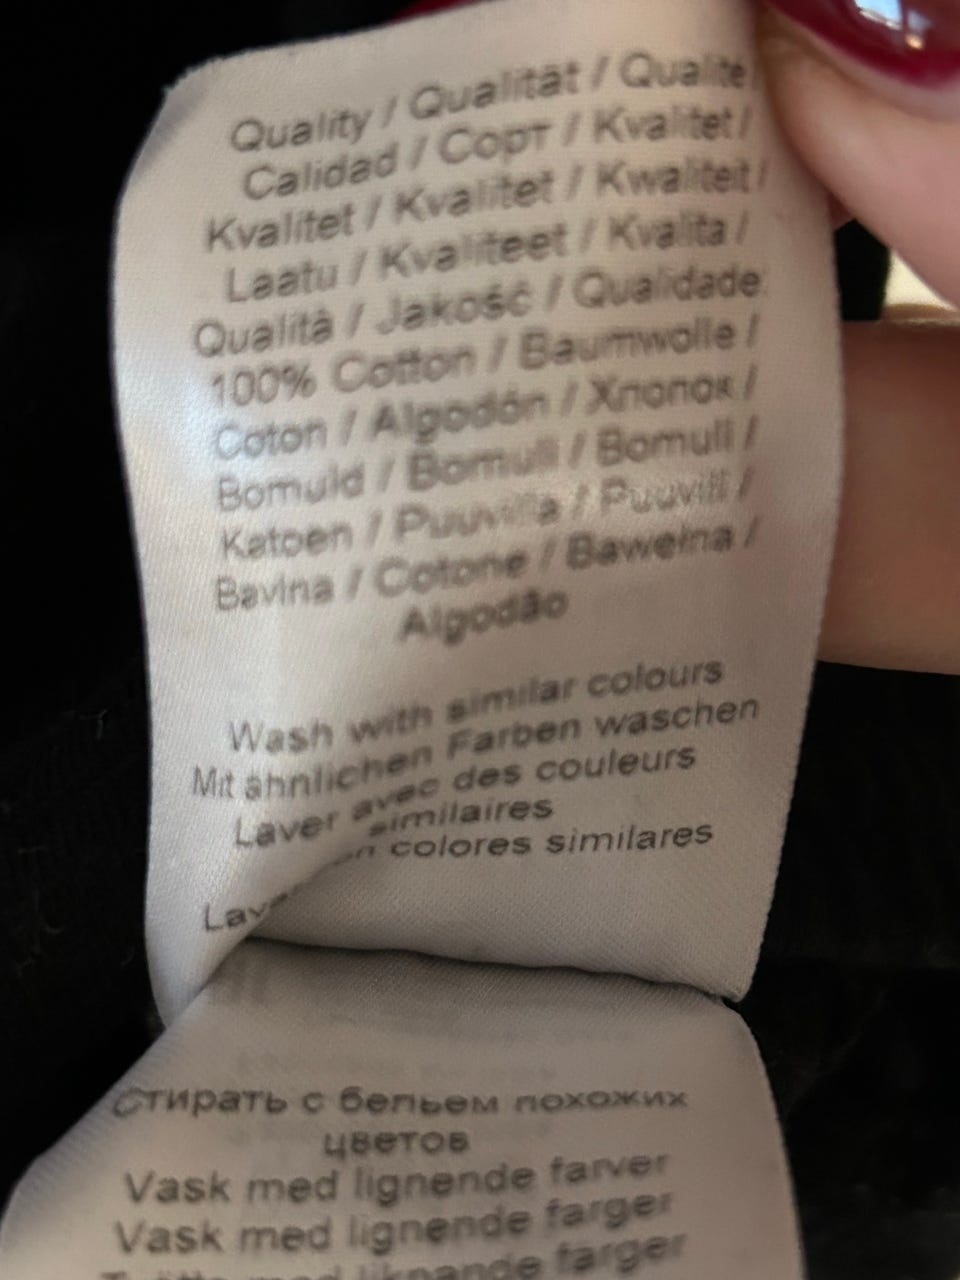 Quality / Qualität / Qualité
Calidad / Сорт / Kvalitet /
Kvalitet / Kvalitet / Kwaliteit /
Laatu / Kvaliteet / Kvalita /
Qualità / Jakość / Qualidade
100% Cotton / Baumwolle /
Coton / Algodón / Хлопок /
Bomuld / Bomull / Bomull /
Katoen / Puuvilla / Puuvill /
Bavlna / Cotone / Bawełna /
Algodão
Wash with similar colours
Mit ähnlichen Farben waschen
Laver avec des couleurs
similaires
colores similares
Стирать с бельем похожих
цветов
Vask med lignende farver
Vask med lignende farger
med liknande färger